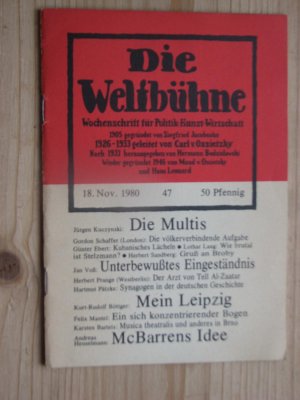 Die
Weltbühne
Wochenschrift für Politik·Kunst·Wirtschaft
1905 gegründet von Siegfried Jacobsohn
1926–1933 geleitet von Carl v. Ossietzky
Nach 1933 herausgegeben von Hermann Budzislawski
Wieder gegründet 1946 von Maud v. Ossietzky
und Hans Leonard
18. Nov. 1980 47 50 Pfennig
Jürgen Kuczynski: Die Multis
Gordon Schaffer (London): Die völkerverbindende Aufgabe
Günter Ebert: Kubanisches Lächeln • Lothar Lang: Wie brutal
ist Stelzmann? • Herbert Sandberg: Gruß an Broby
Jan Voß: Unterbewußtes Eingeständnis
Herbert Prauge (Westberlin): Der Arzt von Tell Al-Zaatar
Hartmut Pätzke: Synagogen in der deutschen Geschichte
Kurt-Rudolf Böttger: Mein Leipzig
Felix Mantel: Ein sich konzentrierender Bogen
Karsten Bartels: Musica theatralis und anderes in Brno
Andreas
Heuselmann: McBarrens Idee